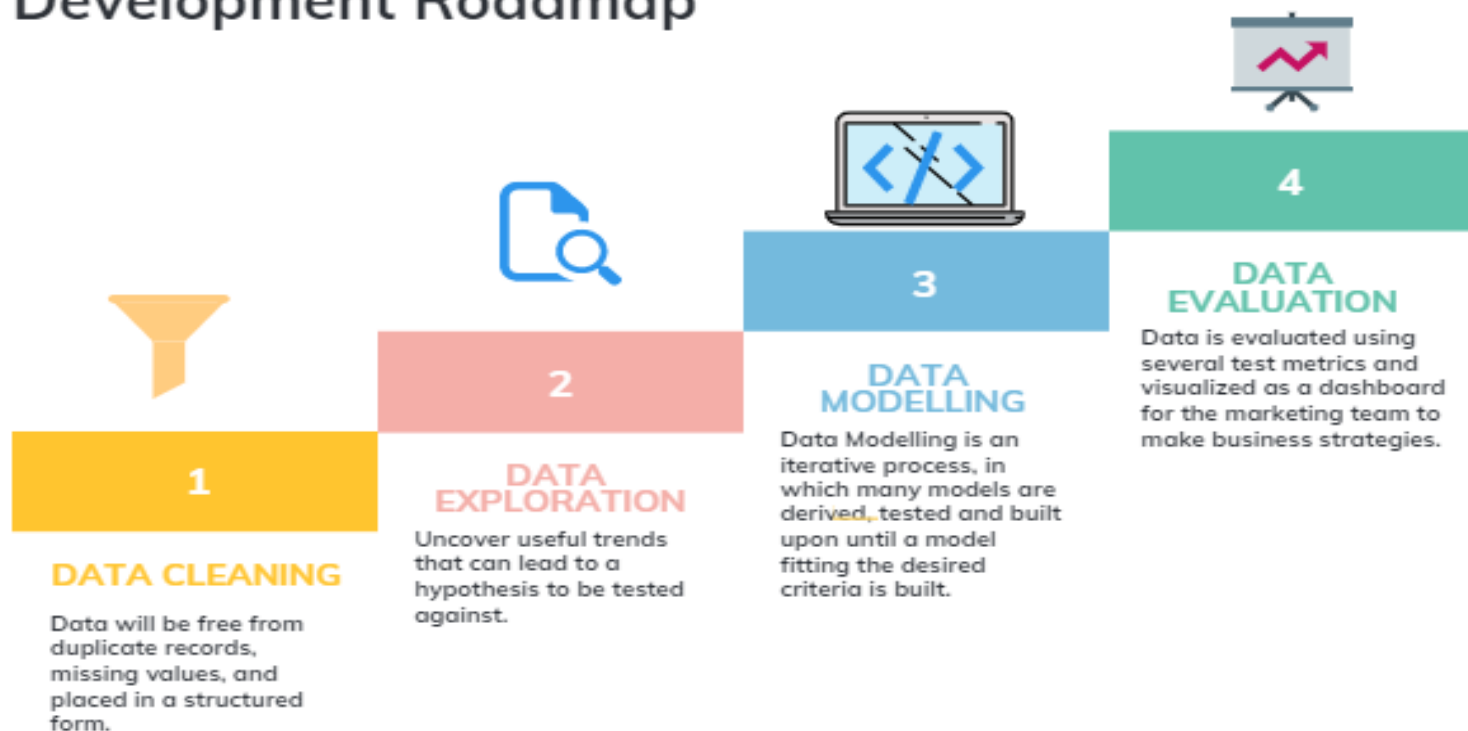 Development Roadmap
1
DATA CLEANING
Data will be free from
duplicate records,
missing values, and
placed in a structured
form.
2
DATA
EXPLORATION
Uncover useful trends
that can lead to a
hypothesis to be tested
against.
3
DATA
MODELLING
Data Modelling is an
iterative process, in
which many models are
derived, tested and built
upon until a model
fitting the desired
criteria is built.
4
DATA
EVALUATION
Data is evaluated using
several test metrics and
visualized as a dashboard
for the marketing team to
make business strategies.